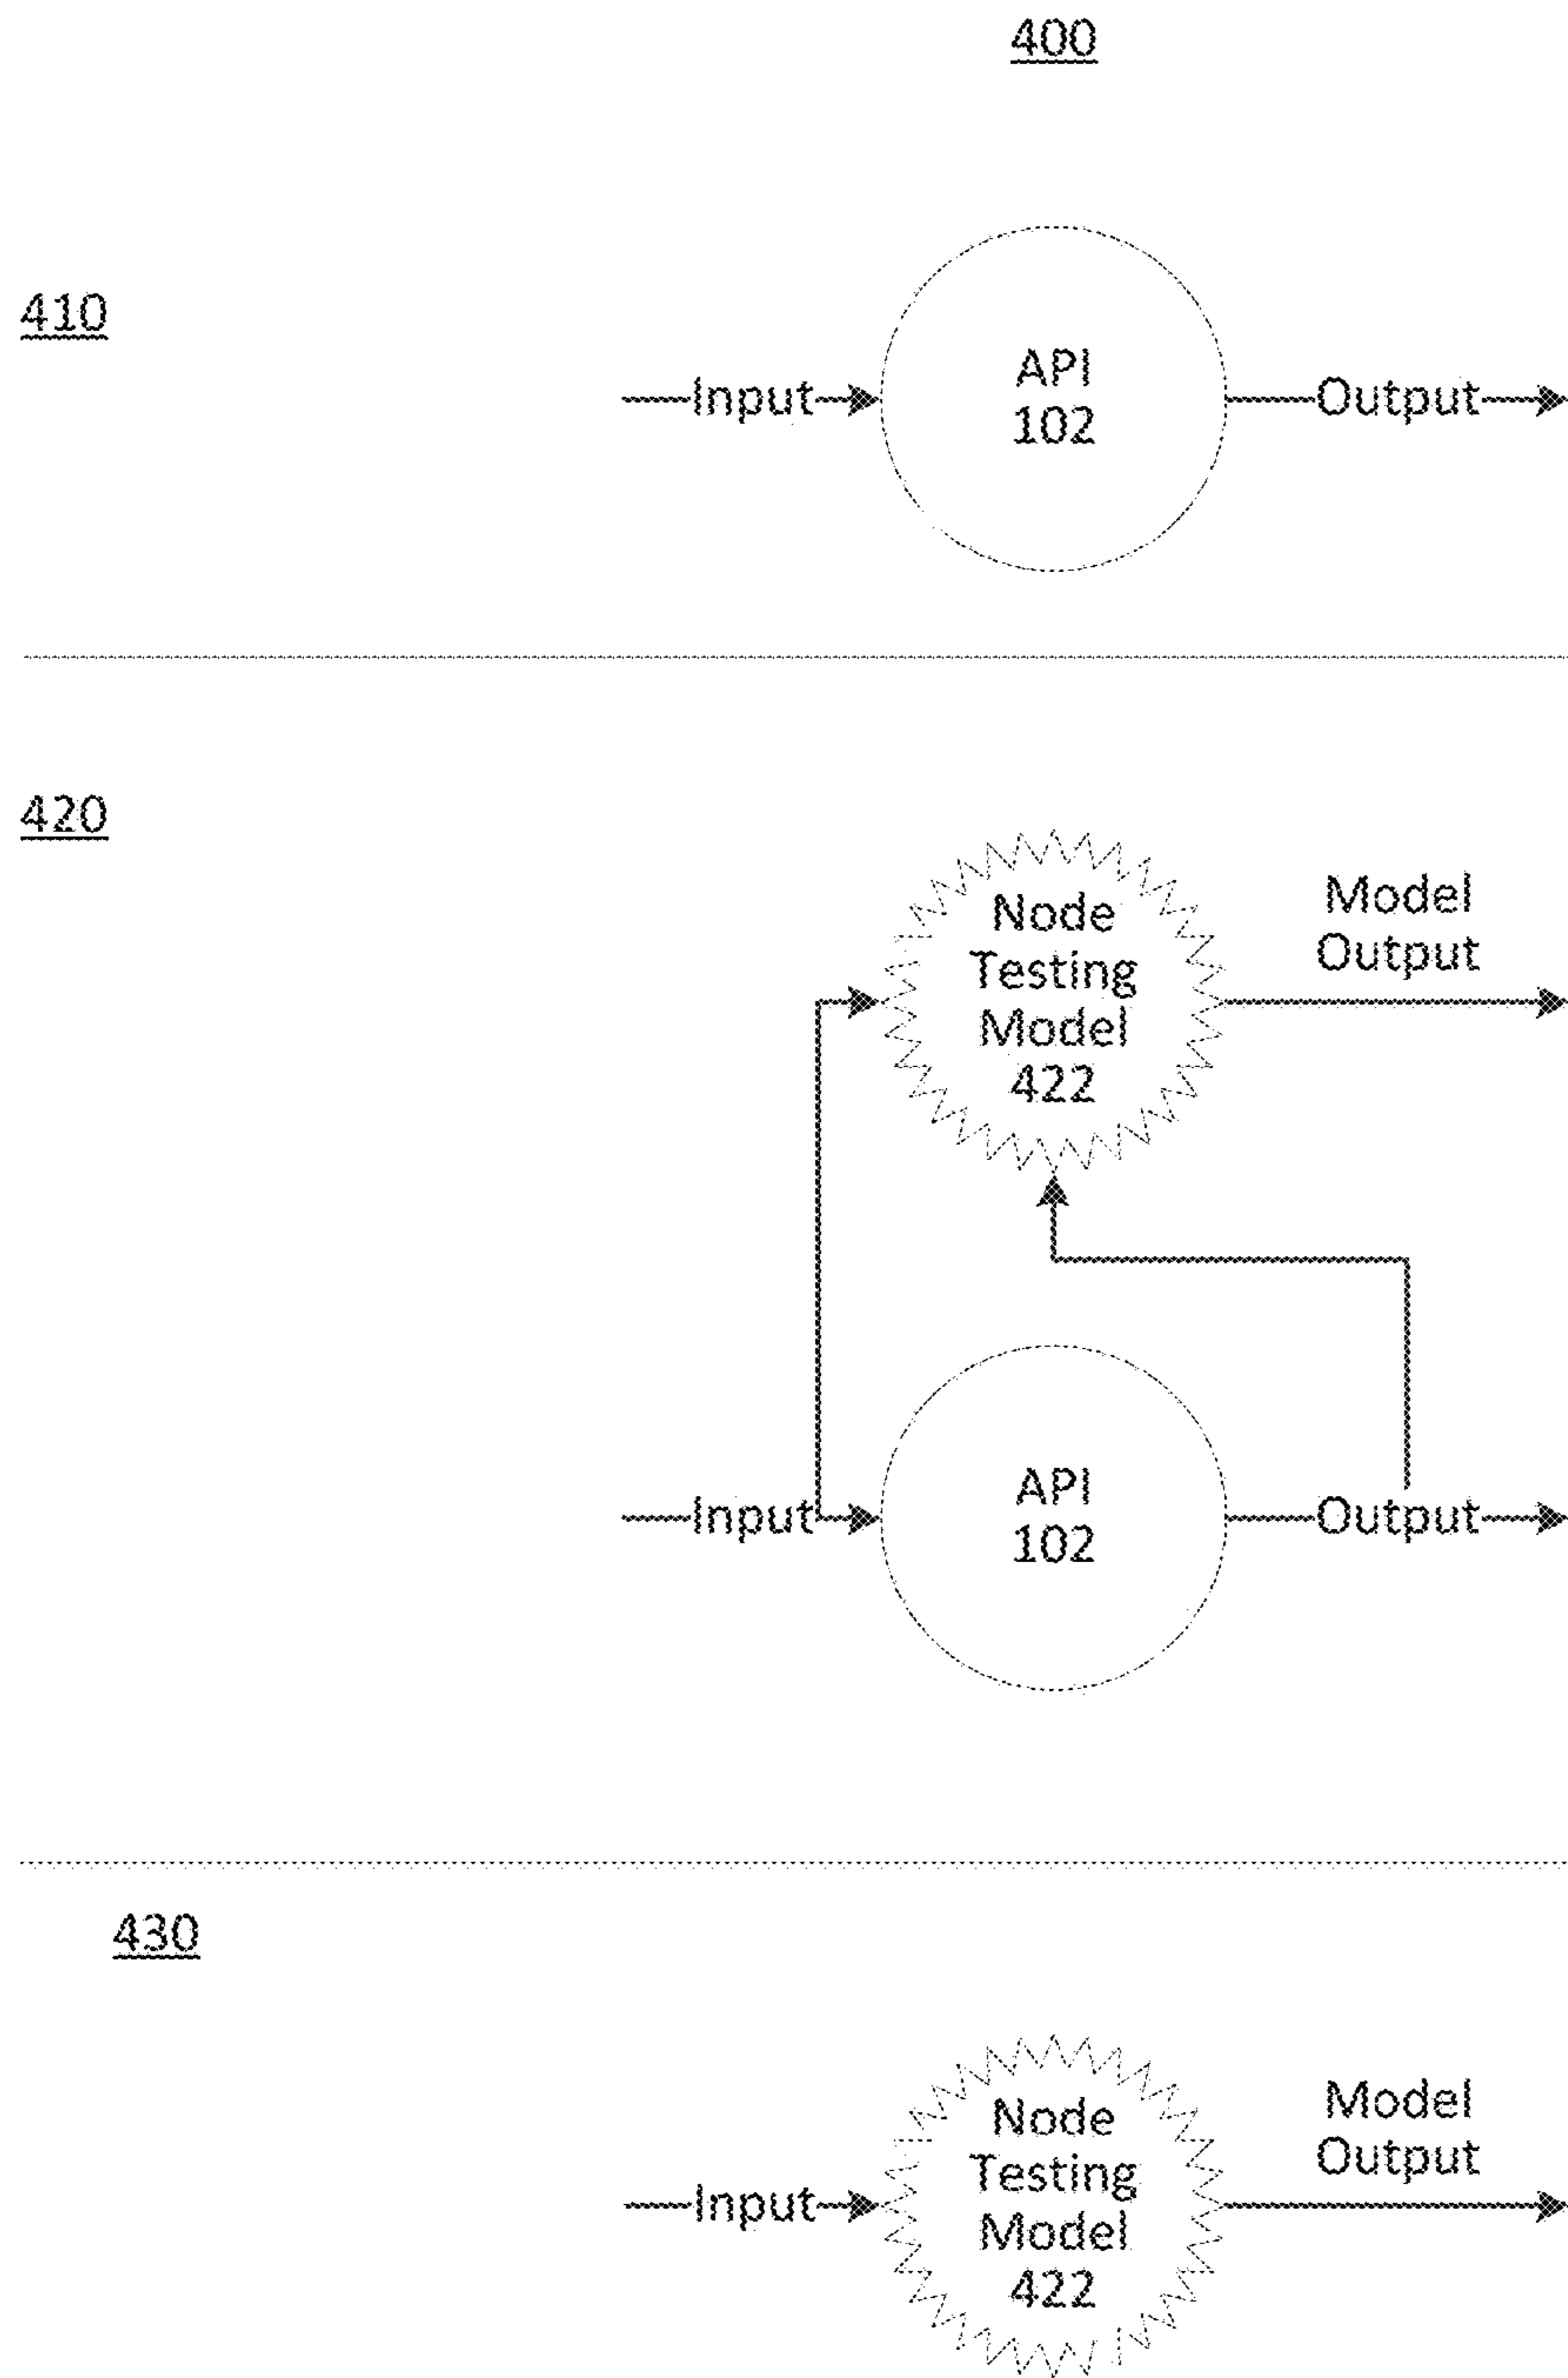 400
410
API
102
Input
Output
420
Node
Testing
Model
422
Model
Output
API
102
Input
Output
430
Node
Testing
Model
422
Model
Output
Input